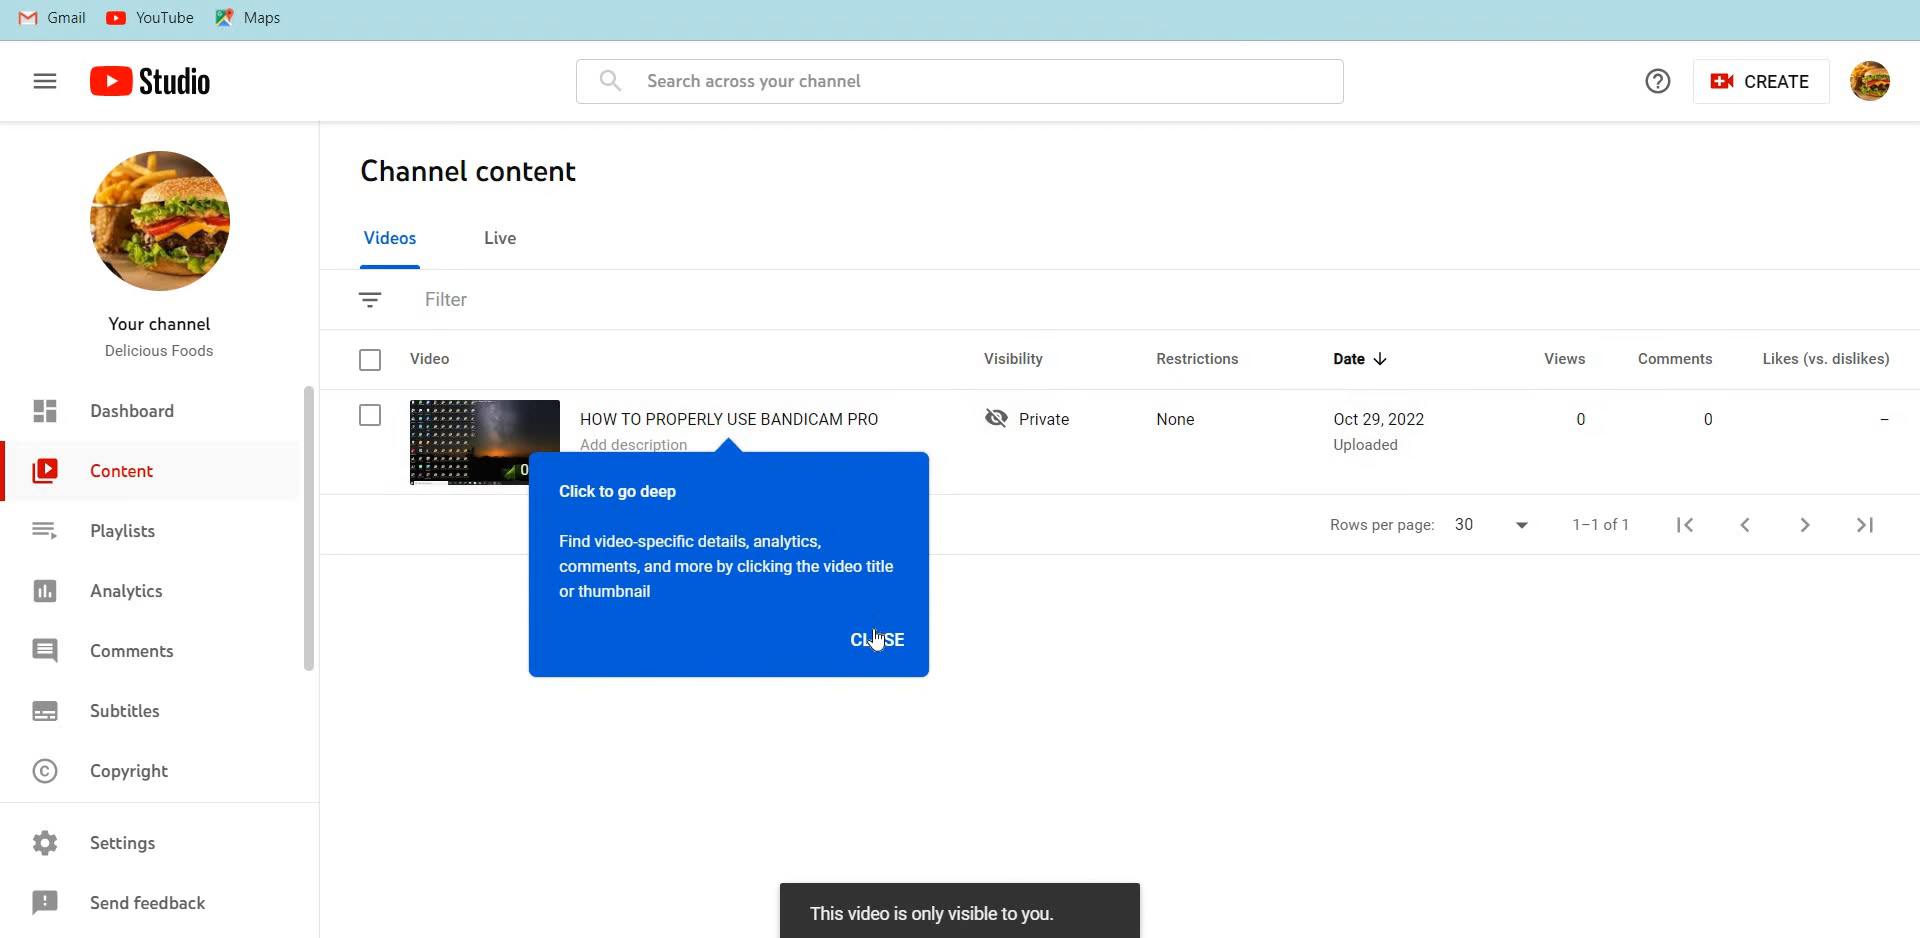 Gmail YouTube Maps
Studio
Search across your channel
CREATE
Channel content
Videos Live
Filter
Your channel
Delicious Foods
Video Visibility Restrictions Date Views Comments Likes (vs. dislikes)
HOW TO PROPERLY USE BANDICAM PRO Private None Oct 29, 2022 0 0 –
Add description Uploaded
0
Click to go deep
Find video-specific details, analytics,
comments, and more by clicking the video title
or thumbnail
Rows per page: 30 1–1 of 1
Dashboard
Content
Playlists
Analytics
Comments
Subtitles
Copyright
Settings
Send feedback
This video is only visible to you.